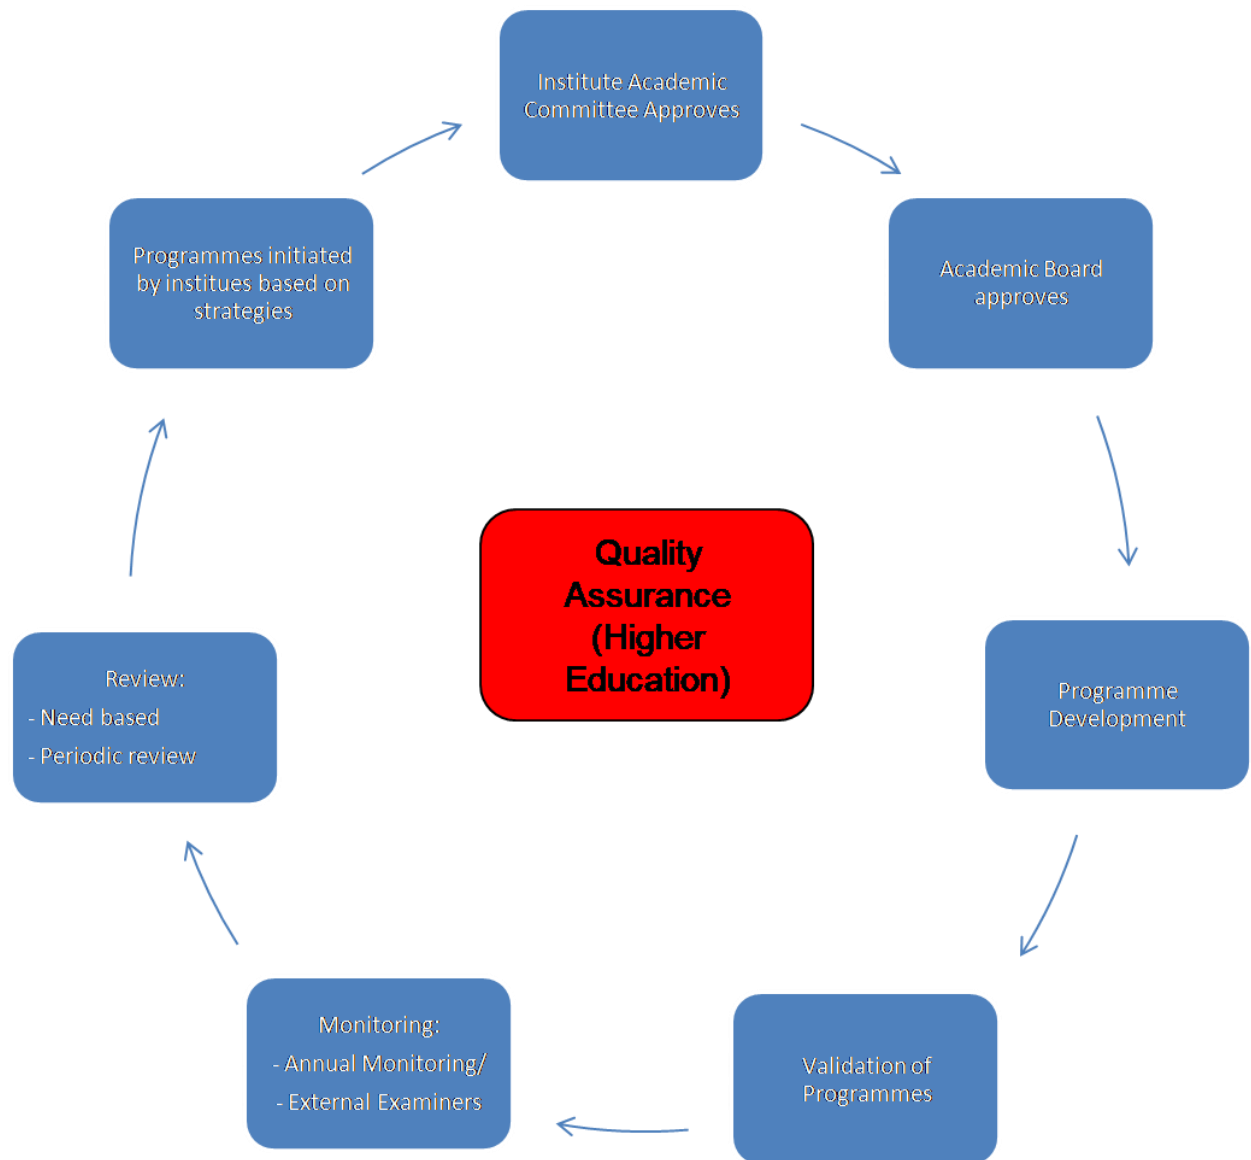 Institute Academic
Committee Approves
Academic Board
approves
Programme
Development
Validation of
Programmes
Monitoring:
- Annual Monitoring/
- External Examiners
Review:
- Need based
- Periodic review
Programmes initiated
by institues based on
strategies
Quality
Assurance
(Higher
Education)